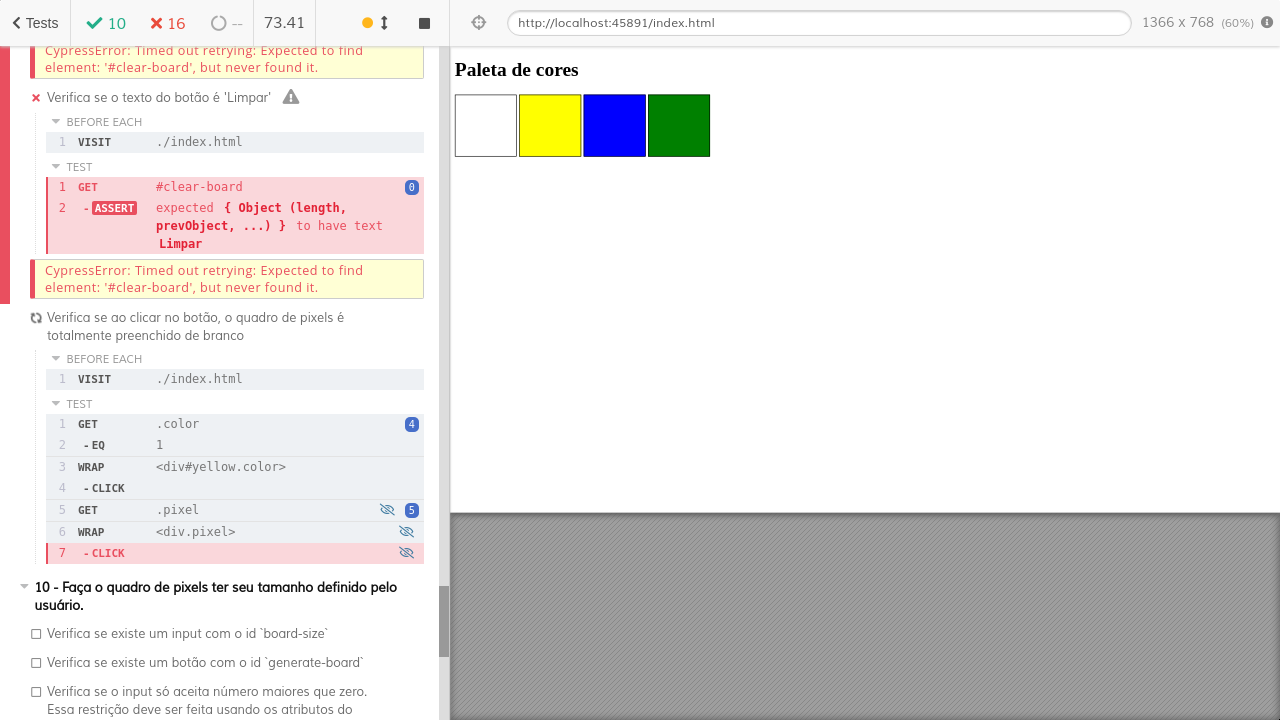 Tests 10 16 -- 73.41 http://localhost:45891/index.html 1366 x 768 (60%)
CypressError: Timed out retrying: Expected to find
element: '#clear-board', but never found it.
Verifica se o texto do botão é 'Limpar'
BEFORE EACH
1 VISIT ./index.html
TEST
1 GET #clear-board 0
2 -ASSERT expected { Object (length,
prevObject, ...) } to have text
Limpar
CypressError: Timed out retrying: Expected to find
element: '#clear-board', but never found it.
Verifica se ao clicar no botão, o quadro de pixels é
totalmente preenchido de branco
BEFORE EACH
1 VISIT ./index.html
TEST
1 GET .color 4
2 -EQ 1
3 WRAP <div#yellow.color>
4 -CLICK
5 GET .pixel 5
6 WRAP <div.pixel>
7 -CLICK
10 - Faça o quadro de pixels ter seu tamanho definido pelo
usuário.
Verifica se existe um input com o id `board-size`
Verifica se existe um botão com o id `generate-board`
Verifica se o input só aceita número maiores que zero.
Essa restrição deve ser feita usando os atributos do
Paleta de cores